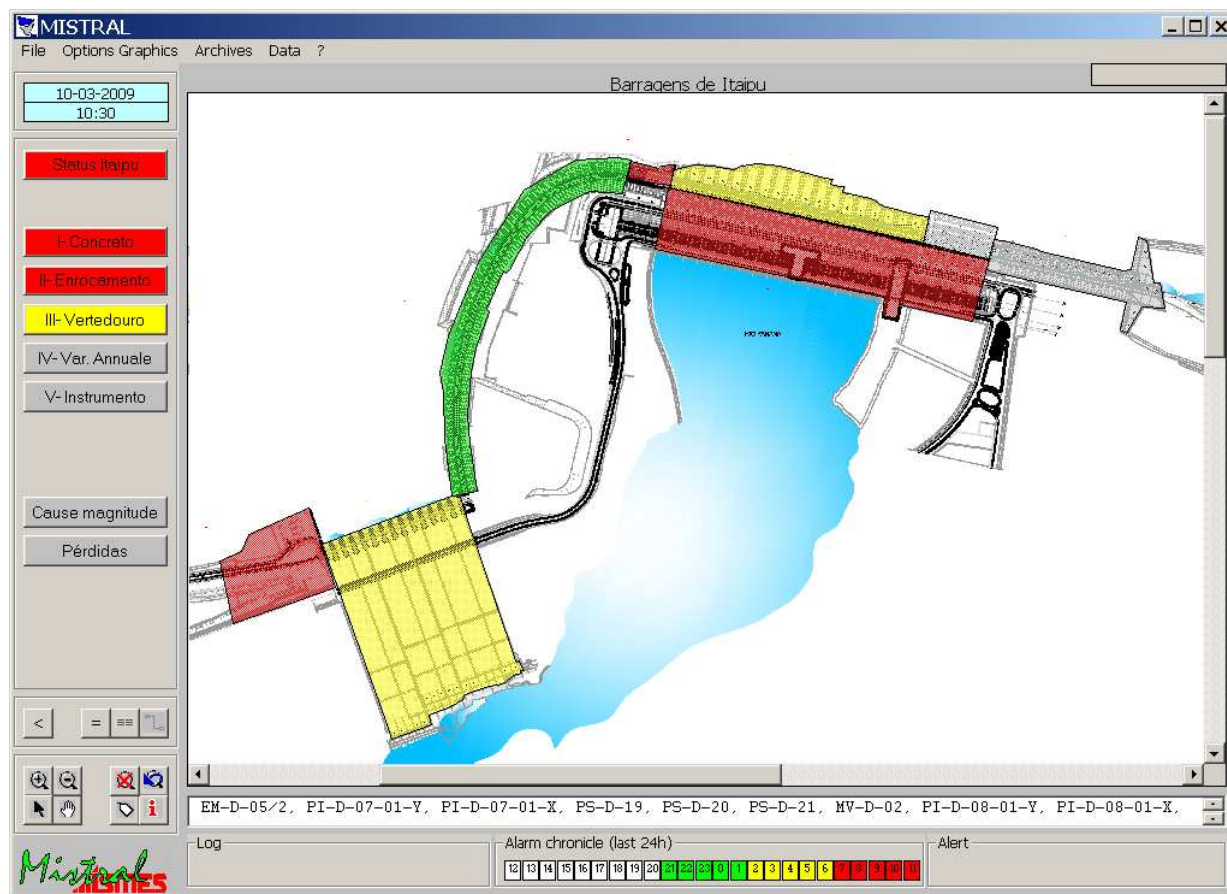 MISTRAL
File Options Graphics Archives Data ?
10-03-2009
10:30
Barragens de Itaipu
Status Itaipu
I- Concreto
II- Enrocamento
III- Vertedouro
IV- Var. Annuale
V- Instrumento
Cause magnitude
Pérdidas
< = ==
EM-D-05/2, PI-D-07-01-Y, PI-D-07-01-X, PS-D-19, PS-D-20, PS-D-21, MV-D-02, PI-D-08-01-Y, PI-D-08-01-X,
Log
Alarm chronicle (last 24h)
Alert
12 13 14 15 16 17 18 19 20 21 22 23 0 1 2 3 4 5 6 7 8 9 10 11
Mistral
ISMES